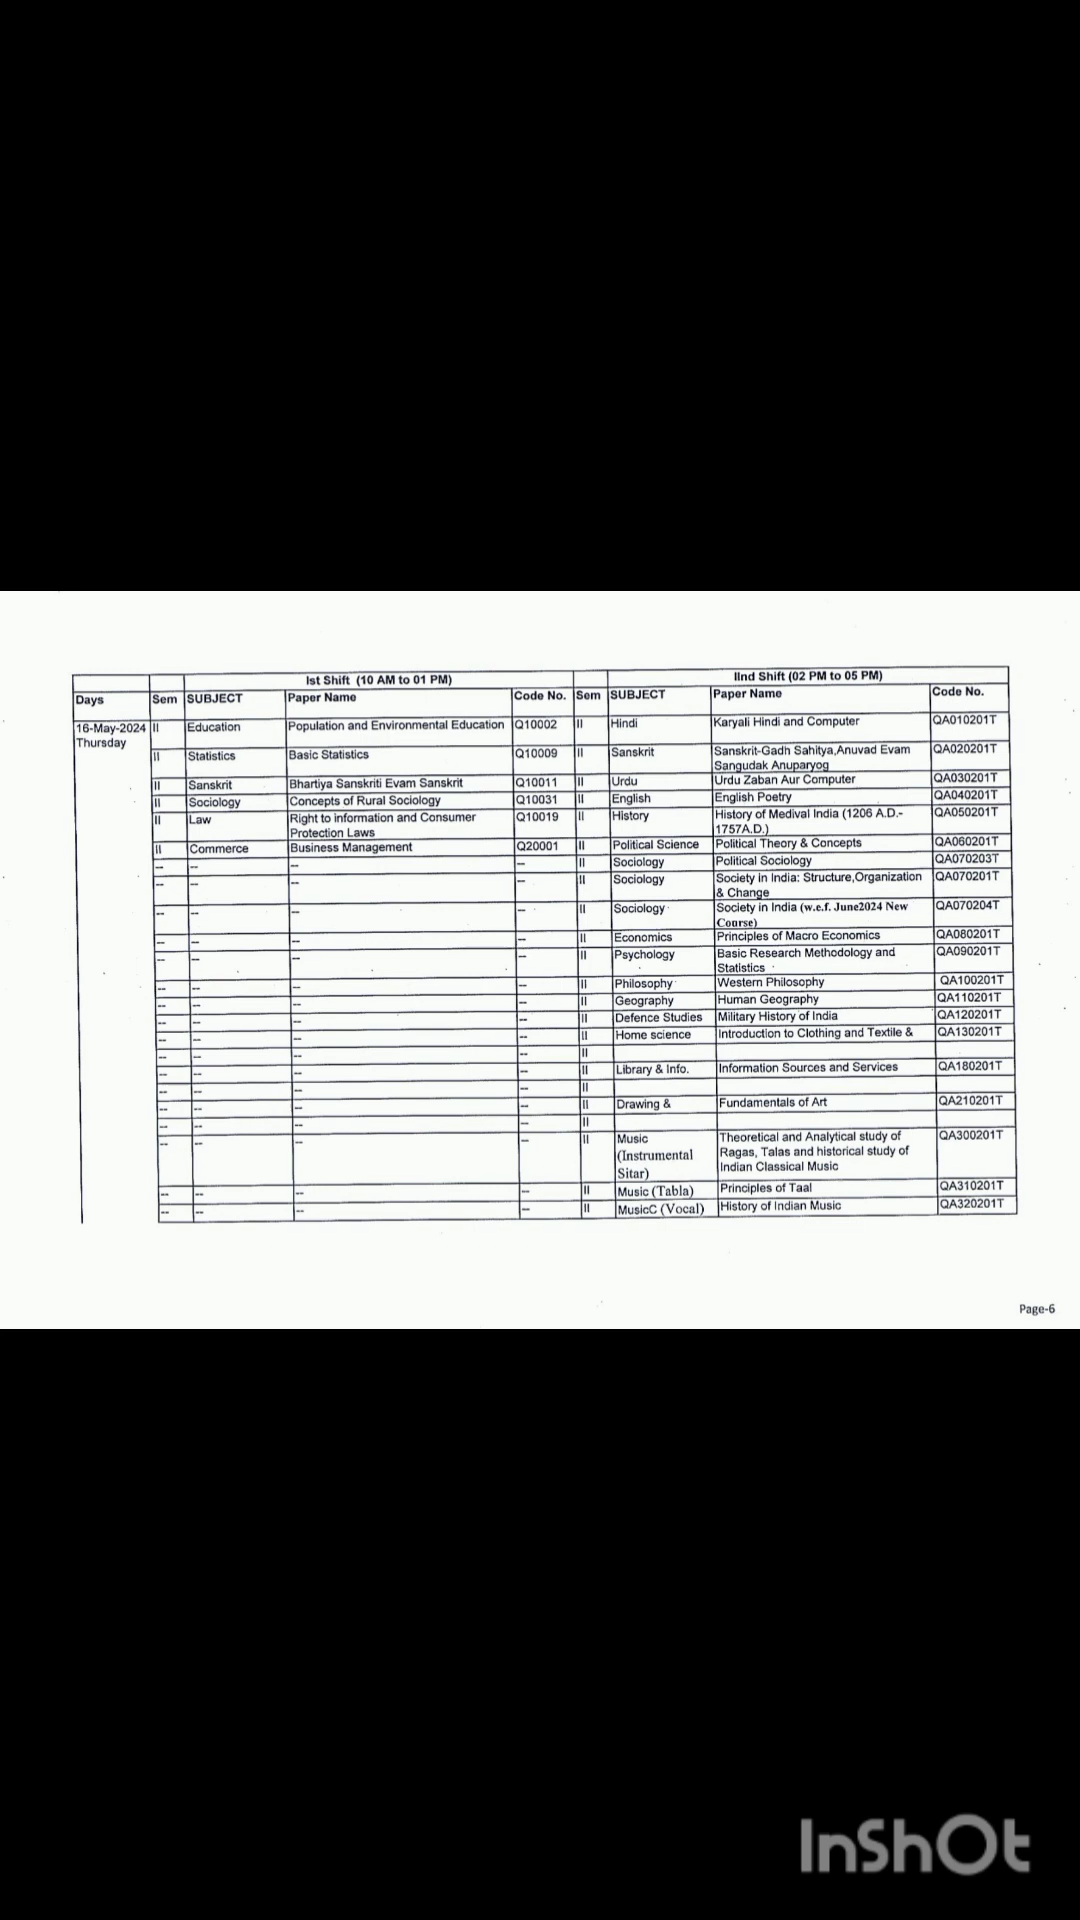 Ist Shift (10 AM to 01 PM) IInd Shift (02 PM to 05 PM)
Days Sem SUBJECT Paper Name Code No. Sem SUBJECT Paper Name Code No.
16-May-2024 II Education Population and Environmental Education Q10002 II Hindi Karyali Hindi and Computer QA010201T
Thursday
II Statistics Basic Statistics Q10009 II Sanskrit Sanskrit-Gadh Sahitya,Anuvad Evam QA020201T
Sangudak Anuparyog
II Sanskrit Bhartiya Sanskriti Evam Sanskrit Q10011 II Urdu Urdu Zaban Aur Computer QA030201T
II Sociology Concepts of Rural Sociology Q10031 II English English Poetry QA040201T
II Law Right to information and Consumer Q10019 II History History of Medival India (1206 A.D.- QA050201T
Protection Laws 1757A.D.)
II Commerce Business Management Q20001 II Political Science Political Theory & Concepts QA060201T
-- -- -- -- II Sociology Political Sociology QA070203T
-- -- -- -- II Sociology Society in India: Structure,Organization QA070201T
& Change
-- -- -- -- II Sociology Society in India (w.e.f. June2024 New QA070204T
Course)
-- -- -- -- II Economics Principles of Macro Economics QA080201T
-- -- -- -- II Psychology Basic Research Methodology and QA090201T
Statistics
-- -- -- -- II Philosophy Western Philosophy QA100201T
-- -- -- -- II Geography Human Geography QA110201T
-- -- -- -- II Defence Studies Military History of India QA120201T
-- -- -- -- II Home science Introduction to Clothing and Textile & QA130201T
-- -- -- -- II
-- -- -- -- II Library & Info. Information Sources and Services QA180201T
-- -- -- -- II
-- -- -- -- II Drawing & Fundamentals of Art QA210201T
-- -- -- -- II
-- -- -- -- II Music Theoretical and Analytical study of QA300201T
(Instrumental Ragas, Talas and historical study of
Sitar) Indian Classical Music
-- -- -- -- II Music (Tabla) Principles of Taal QA310201T
-- -- -- -- II MusicC (Vocal) History of Indian Music QA320201T
Page-6
InShOt